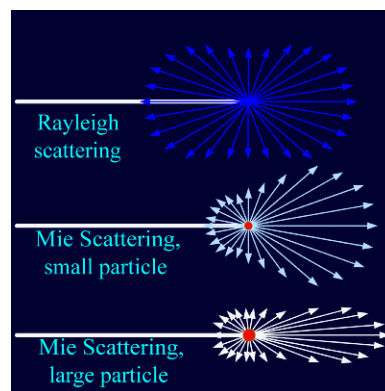 Rayleigh
scattering
Mie Scattering,
small particle
Mie Scattering,
large particle